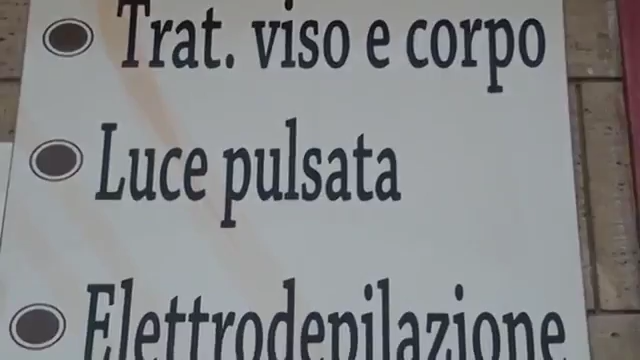 Trat. viso e corpo
Luce pulsata
Elettrodepilazione